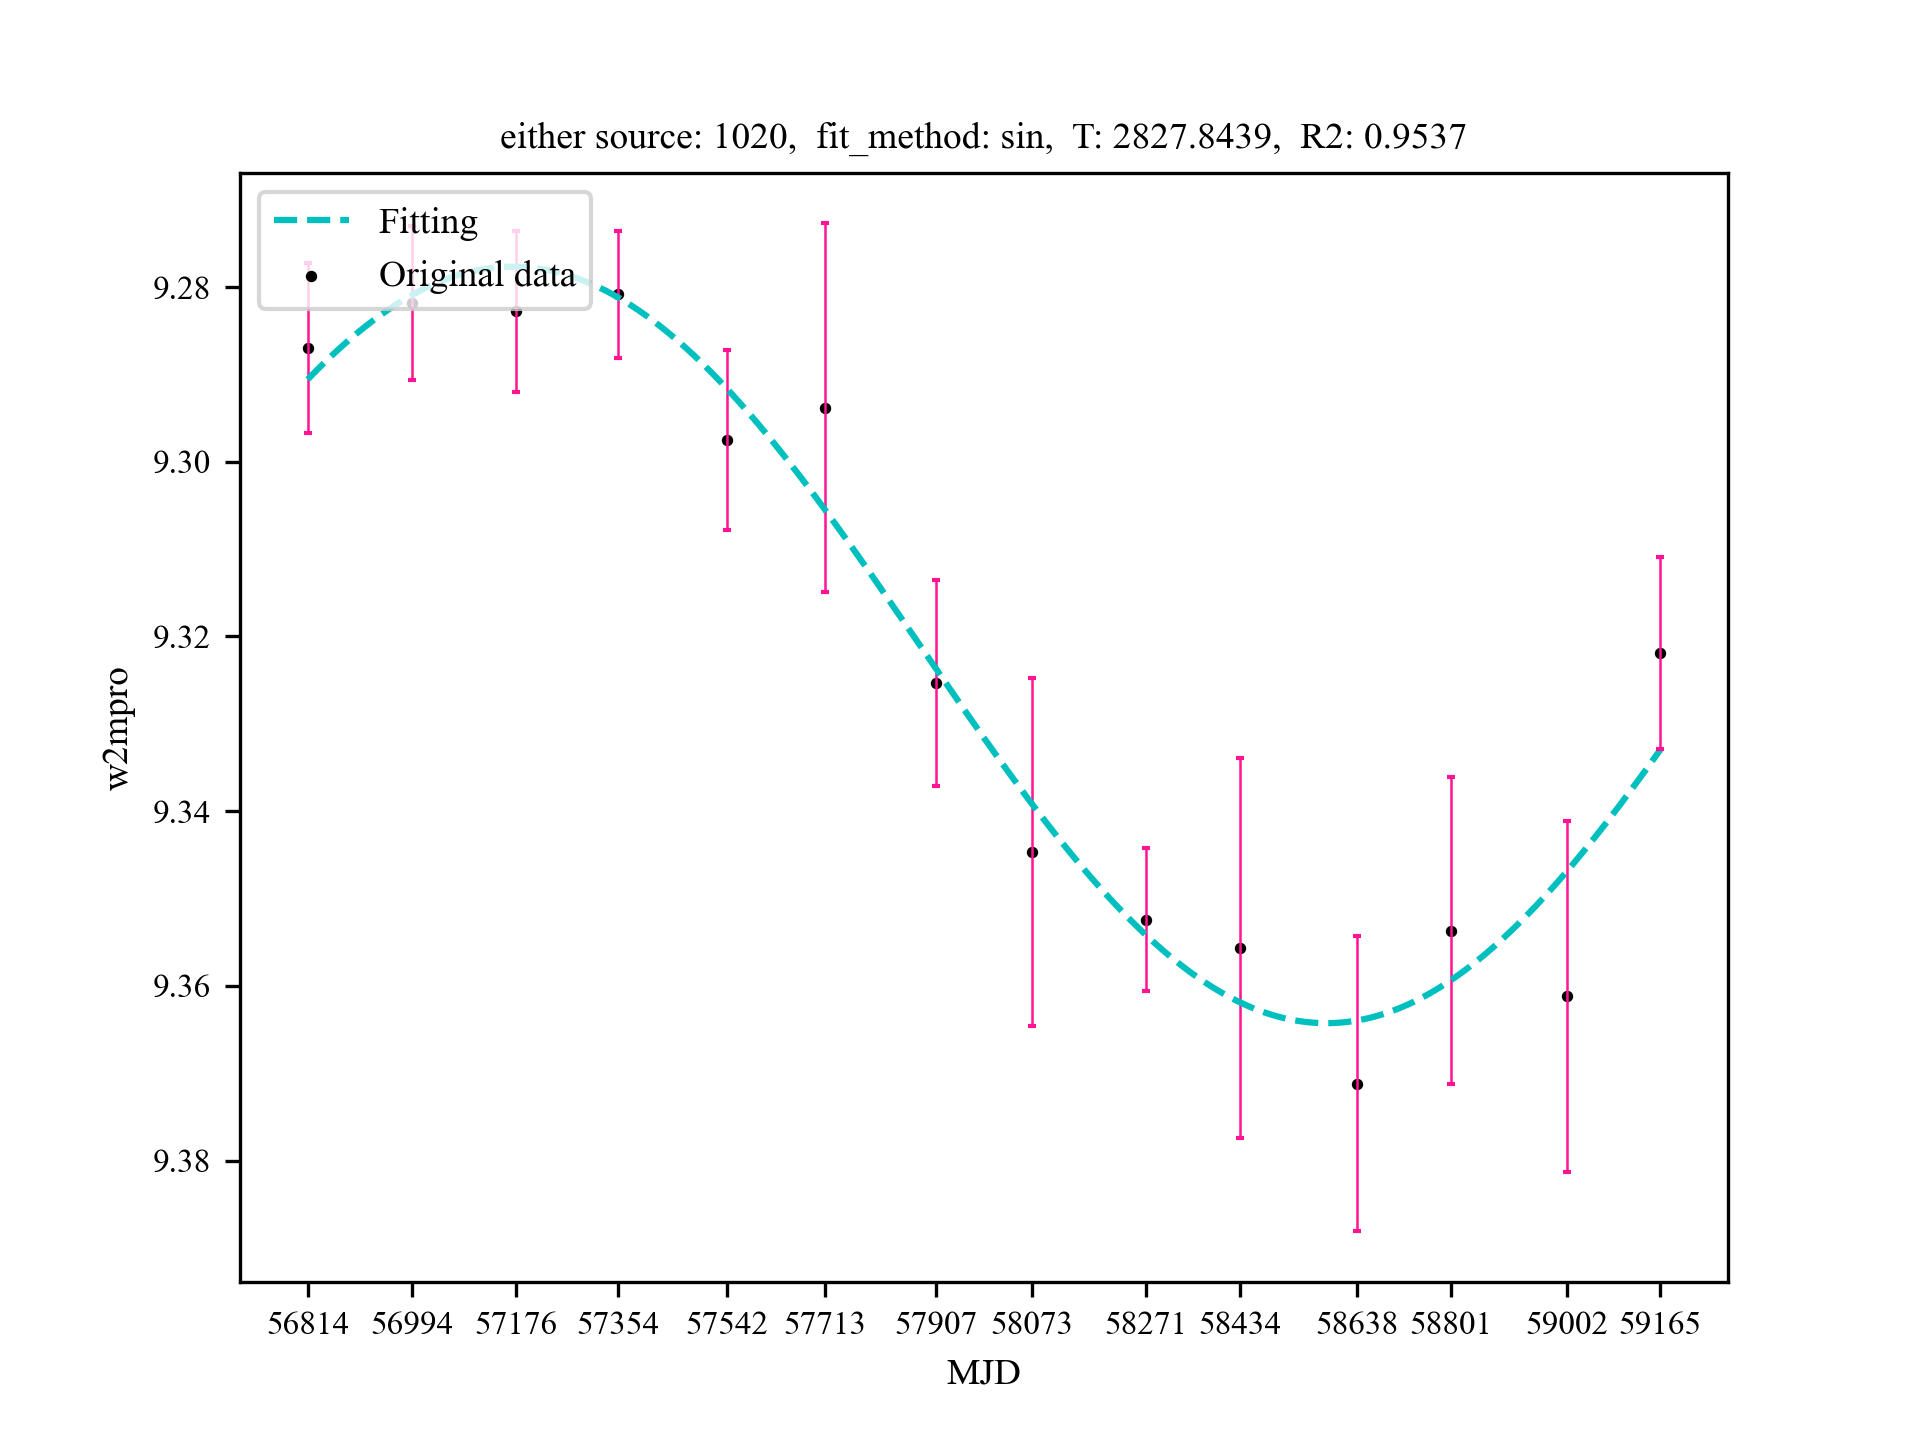 either source: 1020,  fit_method: sin,  T: 2827.8439,  R2: 0.9537
Fitting
Original data
9.28
9.30
9.32
9.34
9.36
9.38
w2mpro
56814 56994 57176 57354 57542 57713 57907 58073 58271 58434 58638 58801 59002 59165
MJD